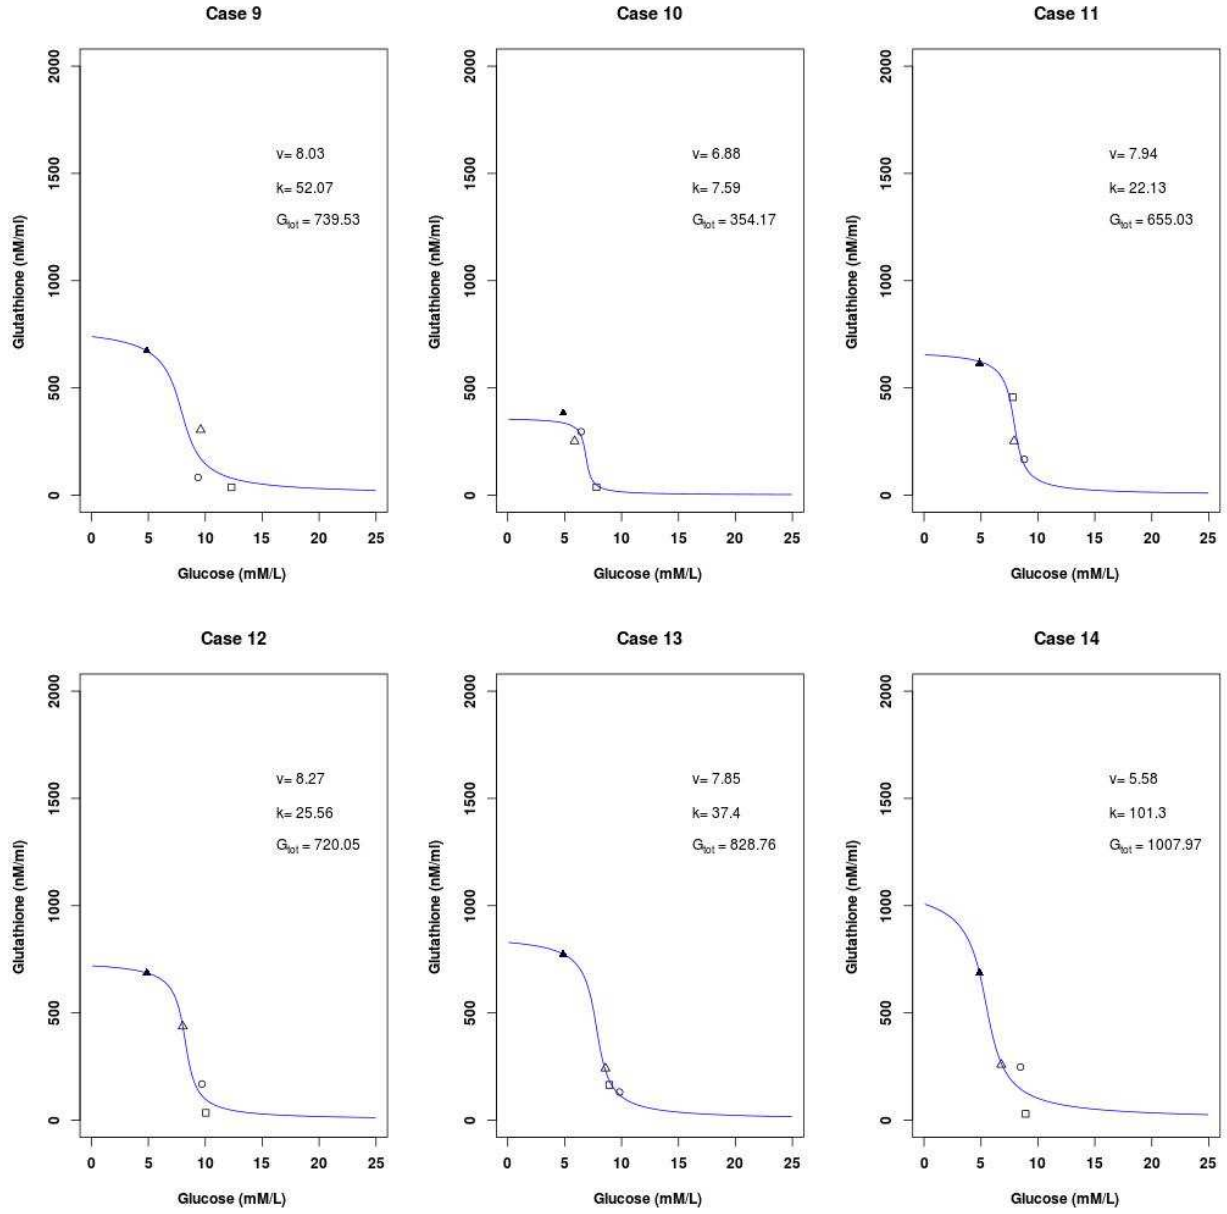 Case 9
Glutathione (nM/ml)
2000
1500
1000
500
0
v= 8.03
k= 52.07
Gtot = 739.53
0 5 10 15 20 25
Glucose (mM/L)
Case 10
Glutathione (nM/ml)
2000
1500
1000
500
0
v= 6.88
k= 7.59
Gtot = 354.17
0 5 10 15 20 25
Glucose (mM/L)
Case 11
Glutathione (nM/ml)
2000
1500
1000
500
0
v= 7.94
k= 22.13
Gtot = 655.03
0 5 10 15 20 25
Glucose (mM/L)
Case 12
Glutathione (nM/ml)
2000
1500
1000
500
0
v= 8.27
k= 25.56
Gtot = 720.05
0 5 10 15 20 25
Glucose (mM/L)
Case 13
Glutathione (nM/ml)
2000
1500
1000
500
0
v= 7.85
k= 37.4
Gtot = 828.76
0 5 10 15 20 25
Glucose (mM/L)
Case 14
Glutathione (nM/ml)
2000
1500
1000
500
0
v= 5.58
k= 101.3
Gtot = 1007.97
0 5 10 15 20 25
Glucose (mM/L)